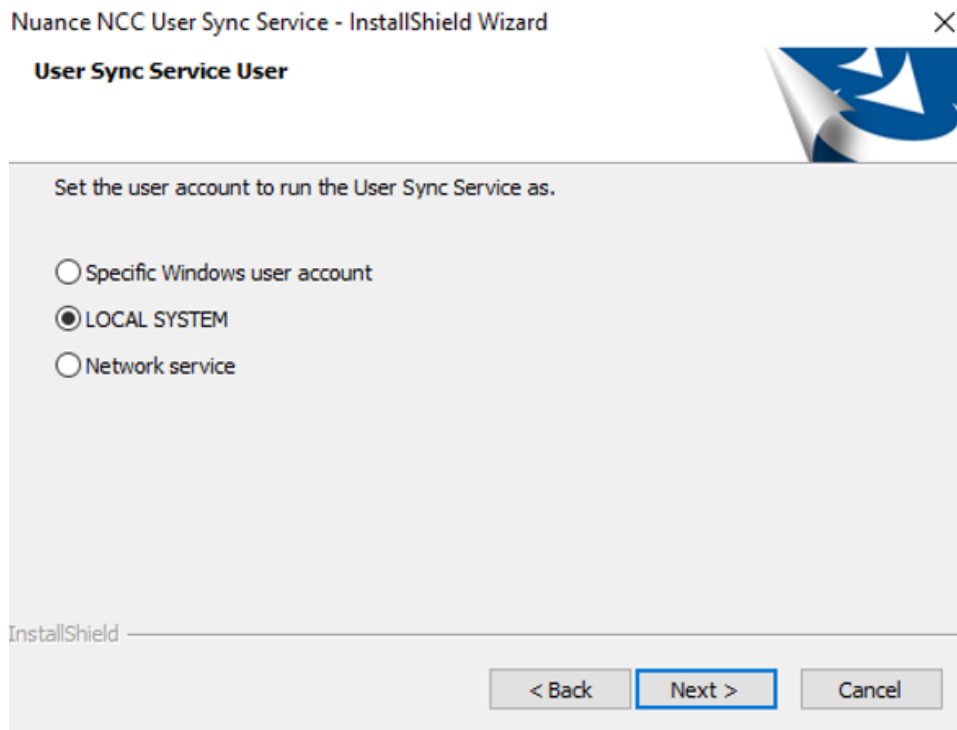 Nuance NCC User Sync Service - InstallShield Wizard
User Sync Service User
Set the user account to run the User Sync Service as.
Specific Windows user account
LOCAL SYSTEM
Network service
InstallShield
< Back Next > Cancel